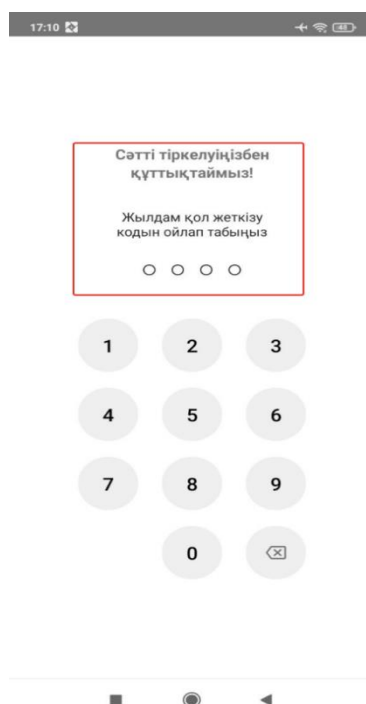 17:10
48
Сәтті тіркелуіңізбен
құттықтаймыз!
Жылдам қол жеткізу
кодын ойлап табыңыз
1 2 3
4 5 6
7 8 9
0